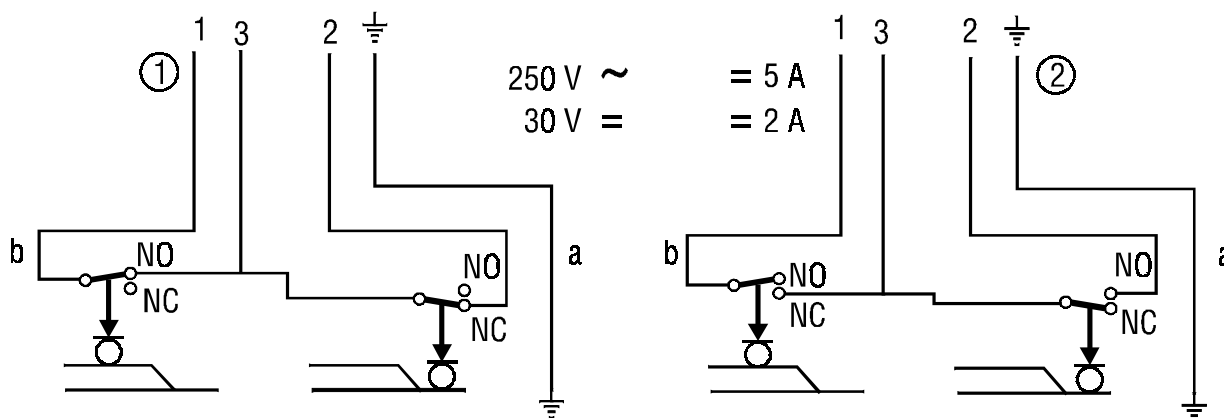 1 3 2
①
250 V ~ = 5 A
30 V = = 2 A
b
NO
NC
NO
NC
a
1 3 2
②
b
NO
NC
NO
NC
a